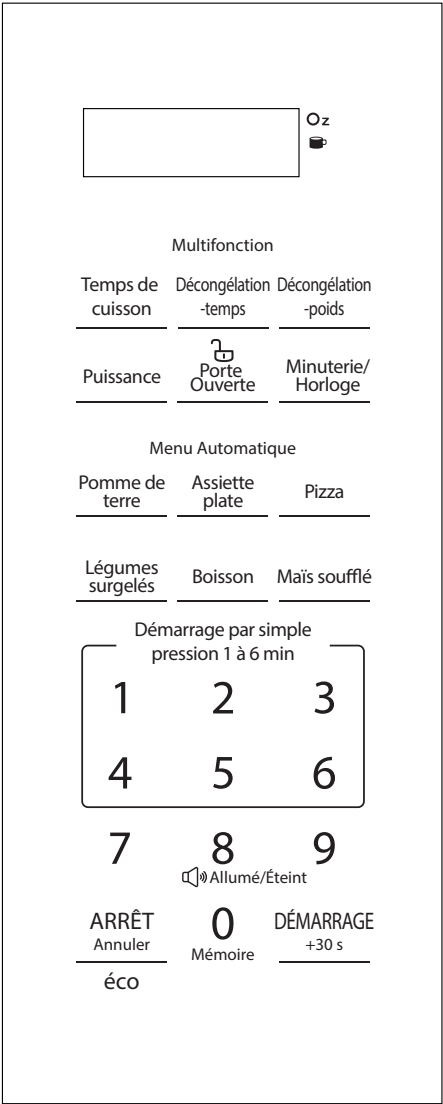 Oz
Multifonction
Temps de cuisson
Décongélation -temps
Décongélation -poids
Puissance
Porte Ouverte
Minuterie/ Horloge
Menu Automatique
Pomme de terre
Assiette plate
Pizza
Légumes surgelés
Boisson
Maïs soufflé
Démarrage par simple
pression 1 à 6 min
1 2 3
4 5 6
7 8 9
Allumé/Éteint
ARRÊT
Annuler
0
Mémoire
DÉMARRAGE
+30 s
éco